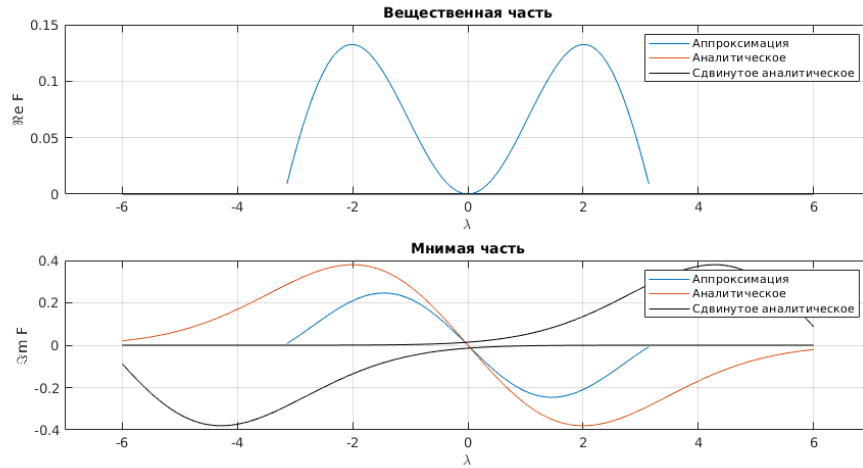 Вещественная часть
0.15
0.1
0.05
0
ℜe F
Аппроксимация
Аналитическое
Сдвинутое аналитическое
-6 -4 -2 0 2 4 6
λ
Мнимая часть
0.4
0.2
0
-0.2
-0.4
ℑm F
Аппроксимация
Аналитическое
Сдвинутое аналитическое
-6 -4 -2 0 2 4 6
λ